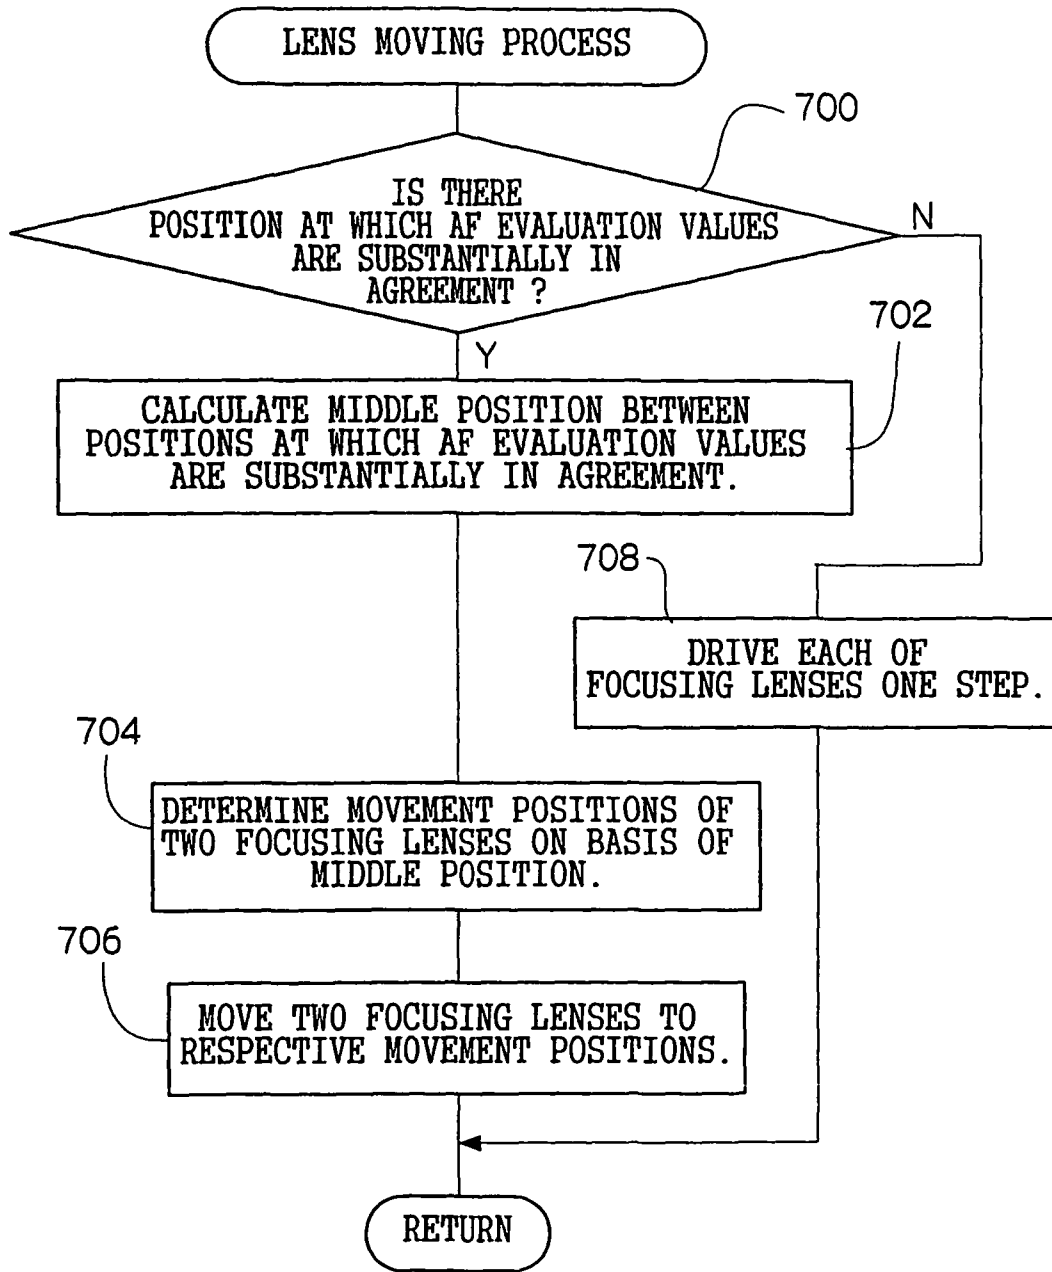 LENS MOVING PROCESS
700
IS THERE
POSITION AT WHICH AF EVALUATION VALUES
ARE SUBSTANTIALLY IN
AGREEMENT ?
N
Y
702
CALCULATE MIDDLE POSITION BETWEEN
POSITIONS AT WHICH AF EVALUATION VALUES
ARE SUBSTANTIALLY IN AGREEMENT.
708
DRIVE EACH OF
FOCUSING LENSES ONE STEP.
704
DETERMINE MOVEMENT POSITIONS OF
TWO FOCUSING LENSES ON BASIS OF
MIDDLE POSITION.
706
MOVE TWO FOCUSING LENSES TO
RESPECTIVE MOVEMENT POSITIONS.
RETURN